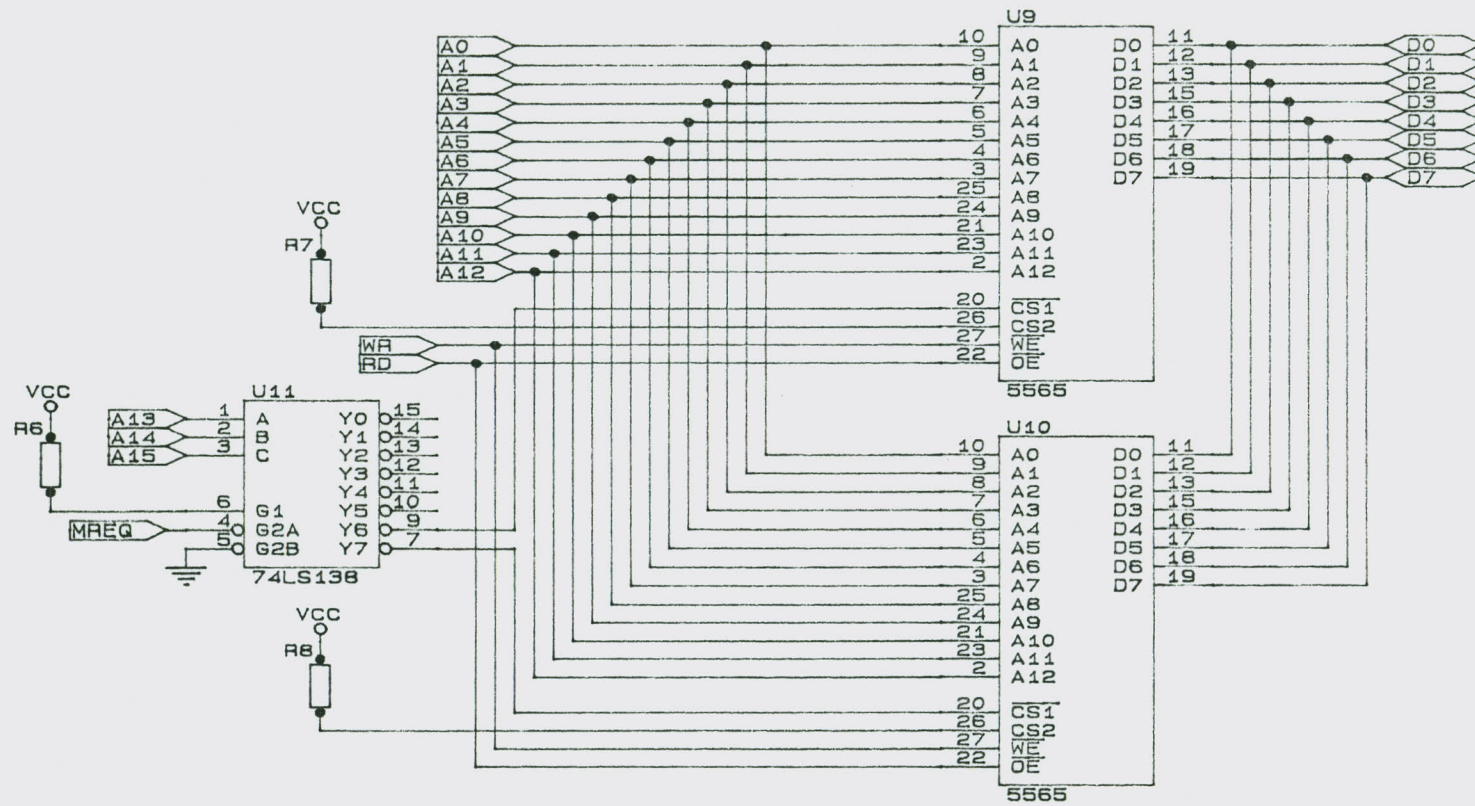 U9
A0 10 A0 D0 11 D0
A1 9 A1 D1 12 D1
A2 8 A2 D2 13 D2
A3 7 A3 D3 15 D3
A4 6 A4 D4 16 D4
A5 5 A5 D5 17 D5
A6 4 A6 D6 18 D6
A7 3 A7 D7 19 D7
A8 25 A8
A9 24 A9
A10 21 A10
A11 23 A11
A12 2 A12
VCC
R7
20 CS1
26 CS2
WR 27 WE
RD 22 OE
5565
VCC
R6
U11
A13 1 A Y0 15
A14 2 B Y1 14
A15 3 C Y2 13
Y3 12
Y4 11
6 G1 Y5 10
MREQ 4 G2A Y6 9
5 G2B Y7 7
74LS138
U10
10 A0 D0 11
9 A1 D1 12
8 A2 D2 13
7 A3 D3 15
6 A4 D4 16
5 A5 D5 17
4 A6 D6 18
3 A7 D7 19
25 A8
24 A9
21 A10
23 A11
2 A12
VCC
R8
20 CS1
26 CS2
27 WE
22 OE
5565